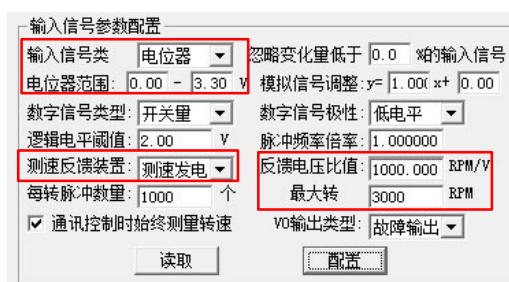 输入信号参数配置
输入信号类 电位器 忽略变化量低于 0.0 %的输入信号
电位器范围: 0.00 - 3.30 V 模拟信号调整:y= 1.00( x+ 0.00
数字信号类型: 开关量 数字信号极性: 低电平
逻辑电平阈值: 2.00 V 脉冲频率倍率: 1.000000
测速反馈装置: 测速发电 反馈电压比值: 1000.000 RPM/V
每转脉冲数量: 1000 个 最大转 3000 RPM
通讯控制时始终测量转速 VO输出类型: 故障输出
读取 配置